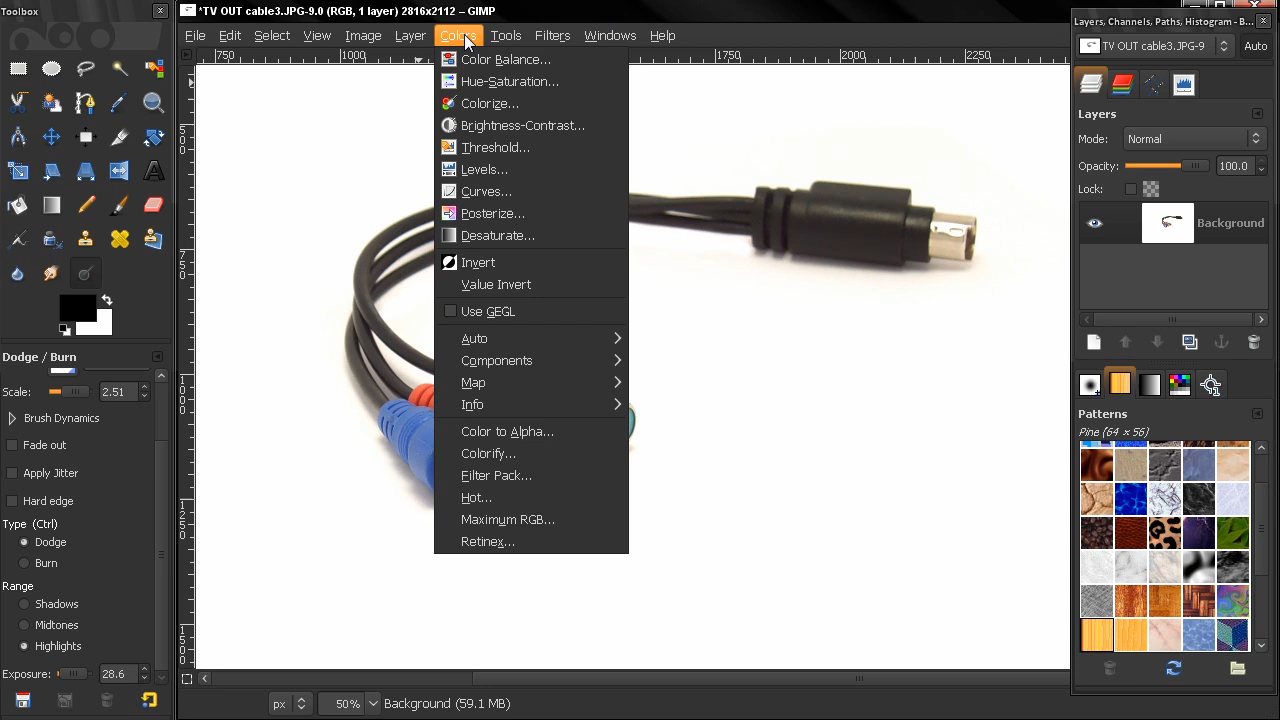 Toolbox
*TV OUT cable3.JPG-9.0 (RGB, 1 layer) 2816x2112 – GIMP
File Edit Select View Image Layer Colors Tools Filters Windows Help
750 1000 1750 2000 2250
500
750
1000
1250
1500
Color Balance...
Hue-Saturation...
Colorize...
Brightness-Contrast...
Threshold...
Levels...
Curves...
Posterize...
Desaturate...
Invert
Value Invert
Use GEGL
Auto
Components
Map
Info
Color to Alpha...
Colorify...
Filter Pack...
Hot...
Maximum RGB...
Retinex...
Dodge / Burn
Scale: 2.51
Brush Dynamics
Fade out
Apply Jitter
Hard edge
Type (Ctrl)
Dodge
Burn
Range
Shadows
Midtones
Highlights
Exposure: 28.6
px 50% Background (59.1 MB)
Layers, Channels, Paths, Histogram - B...
TV OUT cable3.JPG-9 Auto
Layers
Mode: Normal
Opacity: 100.0
Lock:
Background
Patterns
Pine (64 × 56)